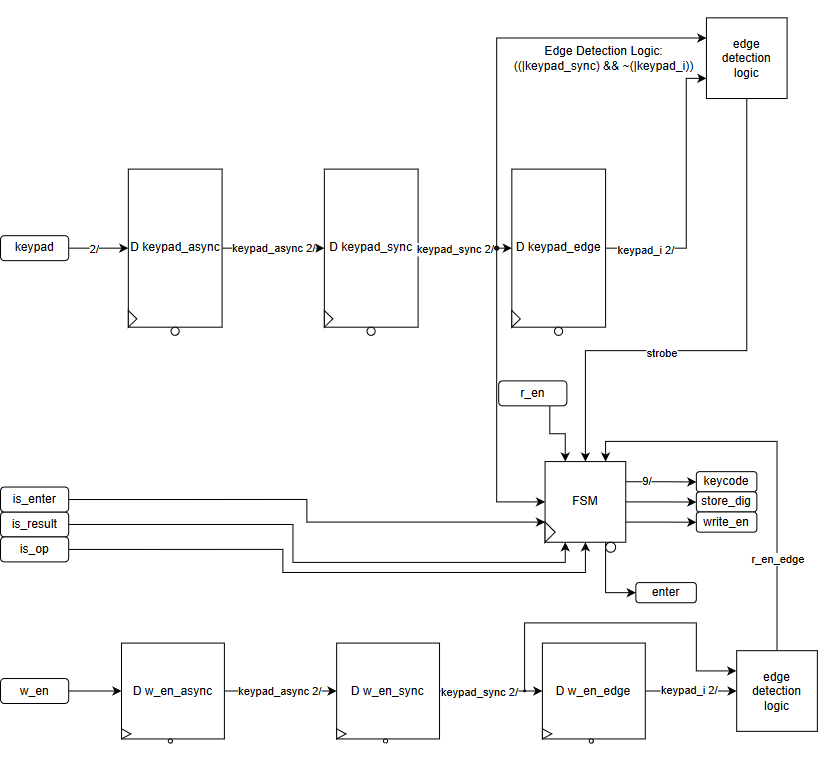 edge
detection
logic
Edge Detection Logic:
((|keypad_sync) && ~(|keypad_i))
keypad
2/
D keypad_async
keypad_async 2/
D keypad_sync
keypad_sync 2/
D keypad_edge
keypad_i 2/
strobe
r_en
is_enter
is_result
is_op
FSM
9/
keycode
store_dig
write_en
r_en_edge
enter
w_en
D w_en_async
keypad_async 2/
D w_en_sync
keypad_sync 2/
D w_en_edge
keypad_i 2/
edge
detection
logic